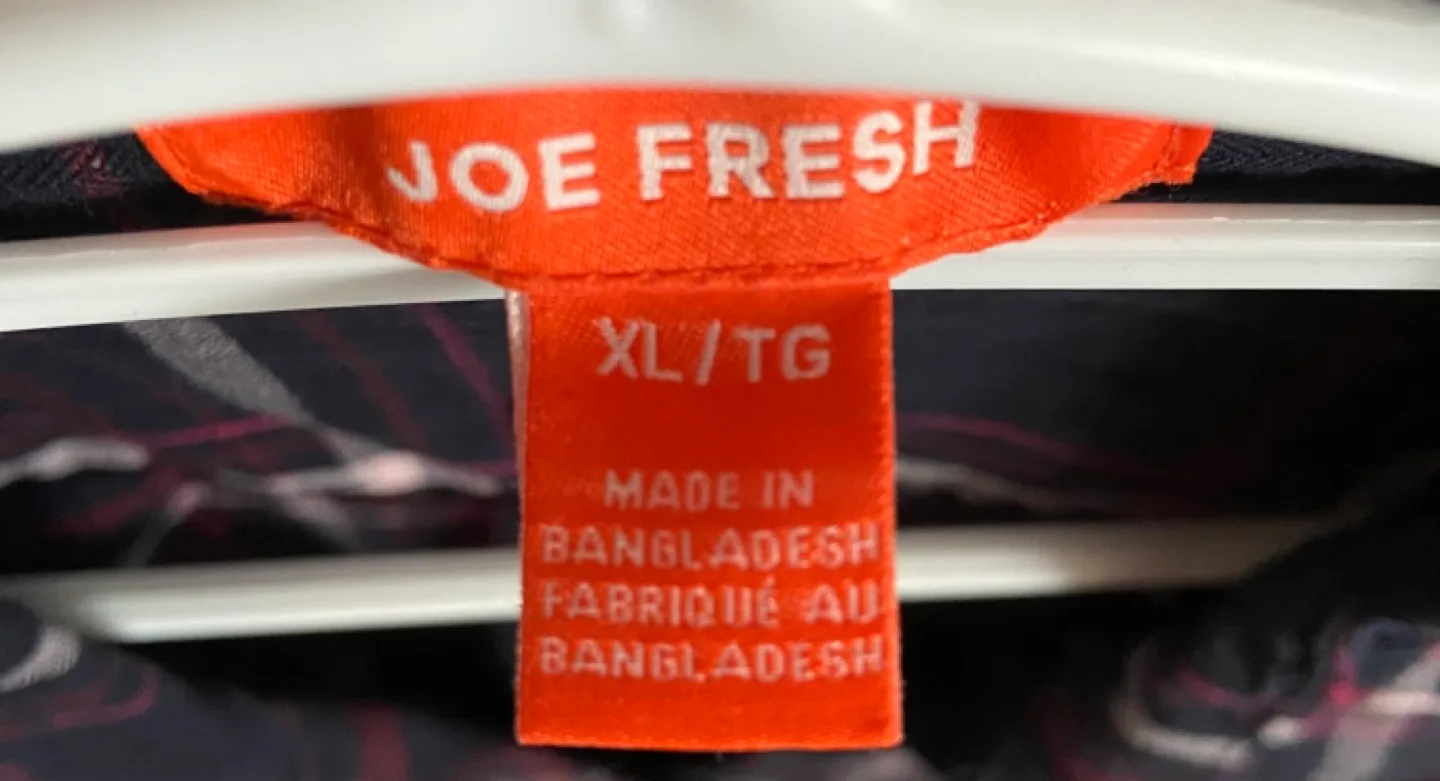 JOE FRESH
XL/TG
MADE IN
BANGLADESH
FABRIQUÉ AU
BANGLADESH